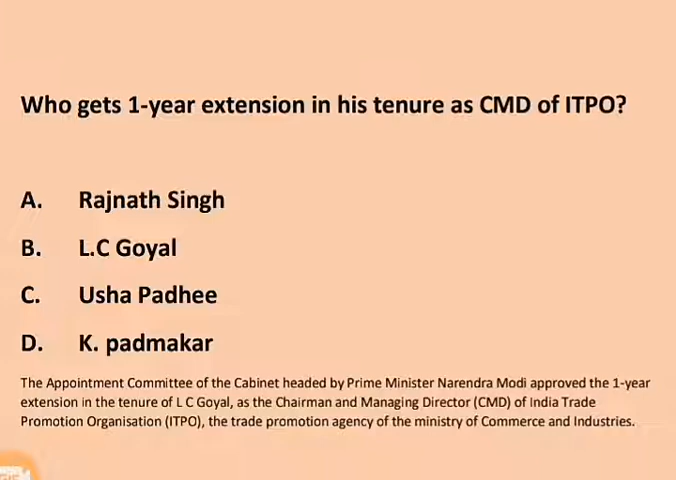 Who gets 1-year extension in his tenure as CMD of ITPO?
A. Rajnath Singh
B. L.C Goyal
C. Usha Padhee
D. K. padmakar
The Appointment Committee of the Cabinet headed by Prime Minister Narendra Modi approved the 1-year
extension in the tenure of L C Goyal, as the Chairman and Managing Director (CMD) of India Trade
Promotion Organisation (ITPO), the trade promotion agency of the ministry of Commerce and Industries.